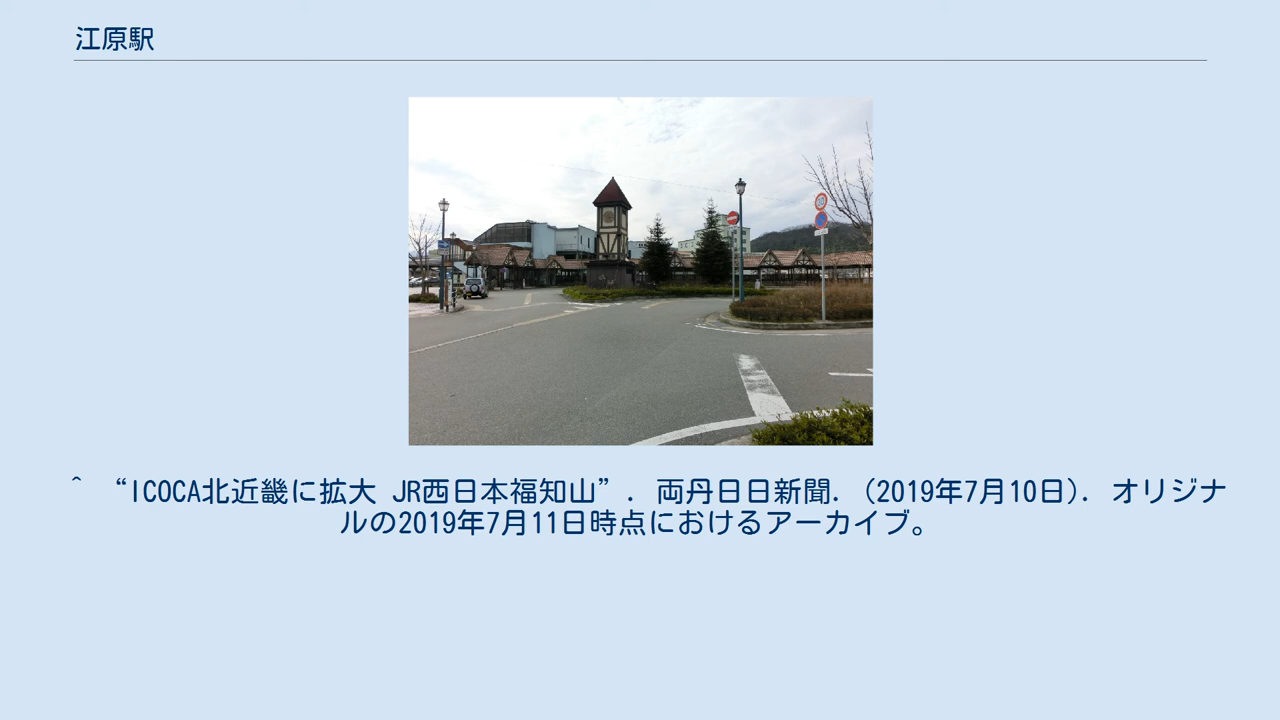 江原駅
^ “ICOCA北近畿に拡大 JR西日本福知山”. 両丹日日新聞. (2019年7月10日). オリジナ
ルの2019年7月11日時点におけるアーカイブ。